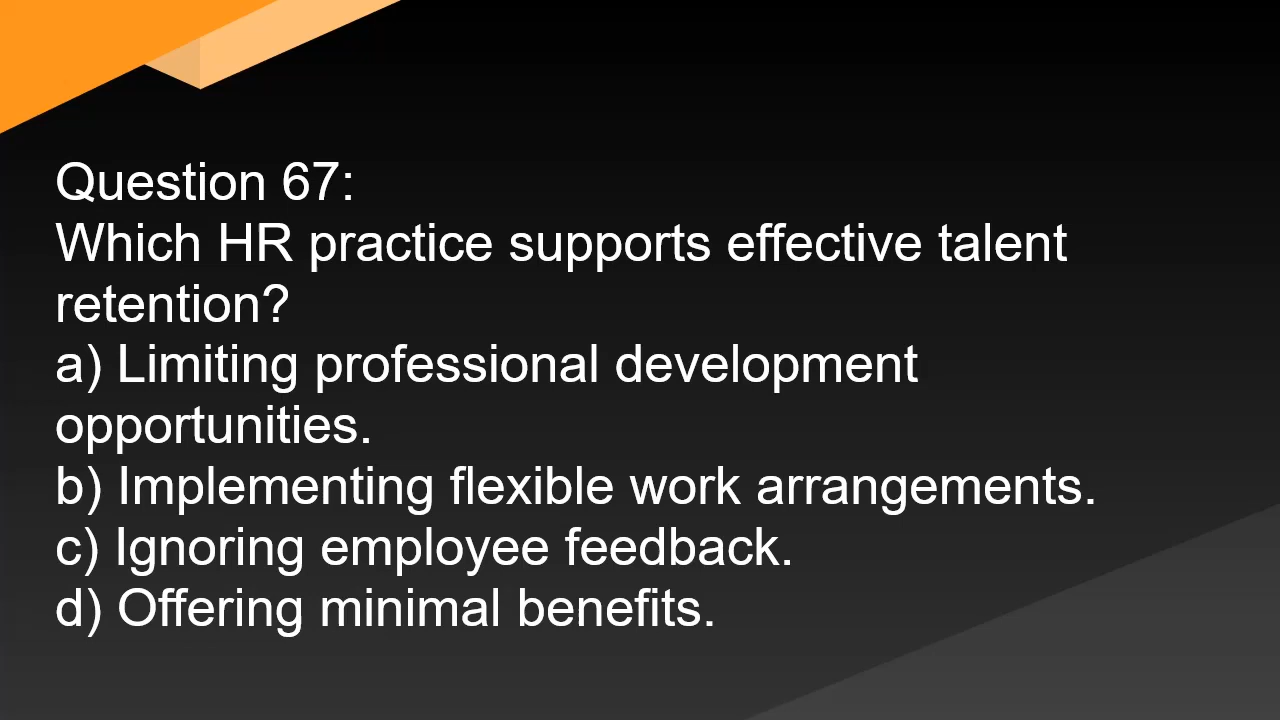 Question 67:
Which HR practice supports effective talent
retention?
a) Limiting professional development
opportunities.
b) Implementing flexible work arrangements.
c) Ignoring employee feedback.
d) Offering minimal benefits.